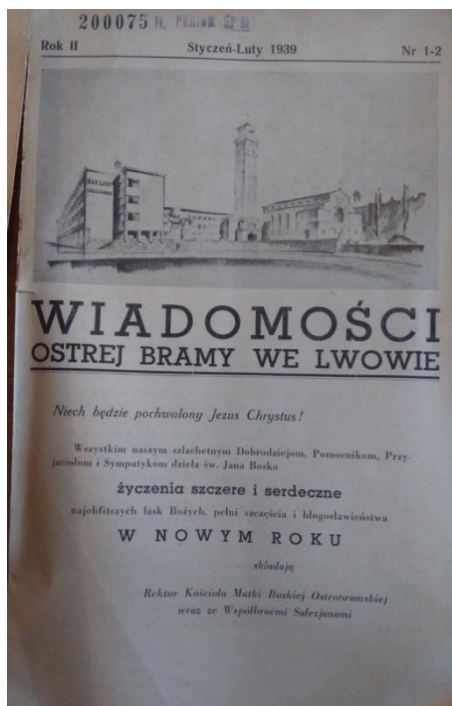 200075 II.
Rok II Styczeń-Luty 1939 Nr 1-2
WIADOMOŚCI
OSTREJ BRAMY WE LWOWIE
Niech będzie pochwalony Jezus Chrystus!
Wszystkim naszym szlachetnym Dobrodziejom, Pomocnikom, Przy-
jaciołom i Sympatykom dzieła św. Jana Bosko
życzenia szczere i serdeczne
najobfitszych łask Bożych, pełni szczęścia i błogosławieństwa
W NOWYM ROKU
składają
Rektor Kościoła Matki Boskiej Ostrobramskiej
wraz ze Współbraćmi Salezjanami